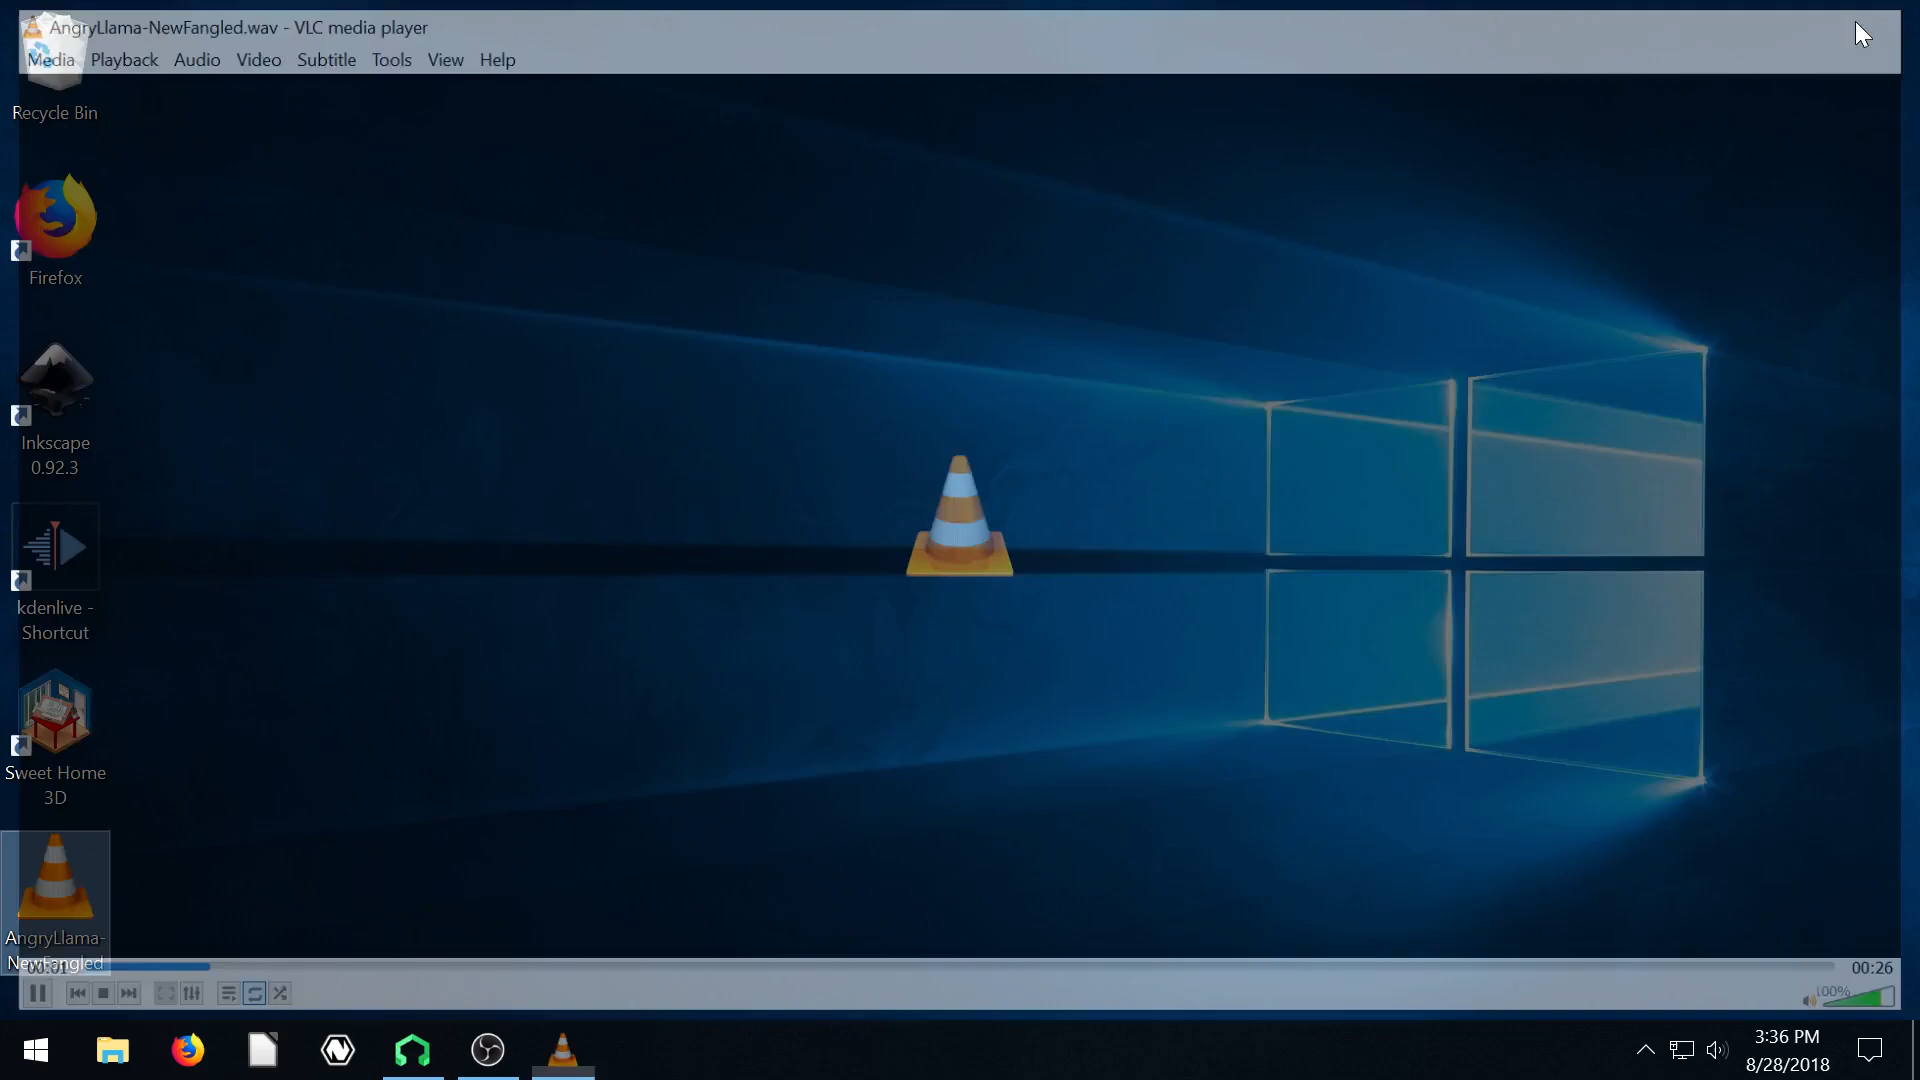 AngryLlama-NewFangled.wav - VLC media player
Media Playback Audio Video Subtitle Tools View Help
Recycle Bin
Firefox
Inkscape
0.92.3
kdenlive -
Shortcut
Sweet Home
3D
AngryLlama-
NewFangled
00:01
00:26
100%
3:36 PM
8/28/2018